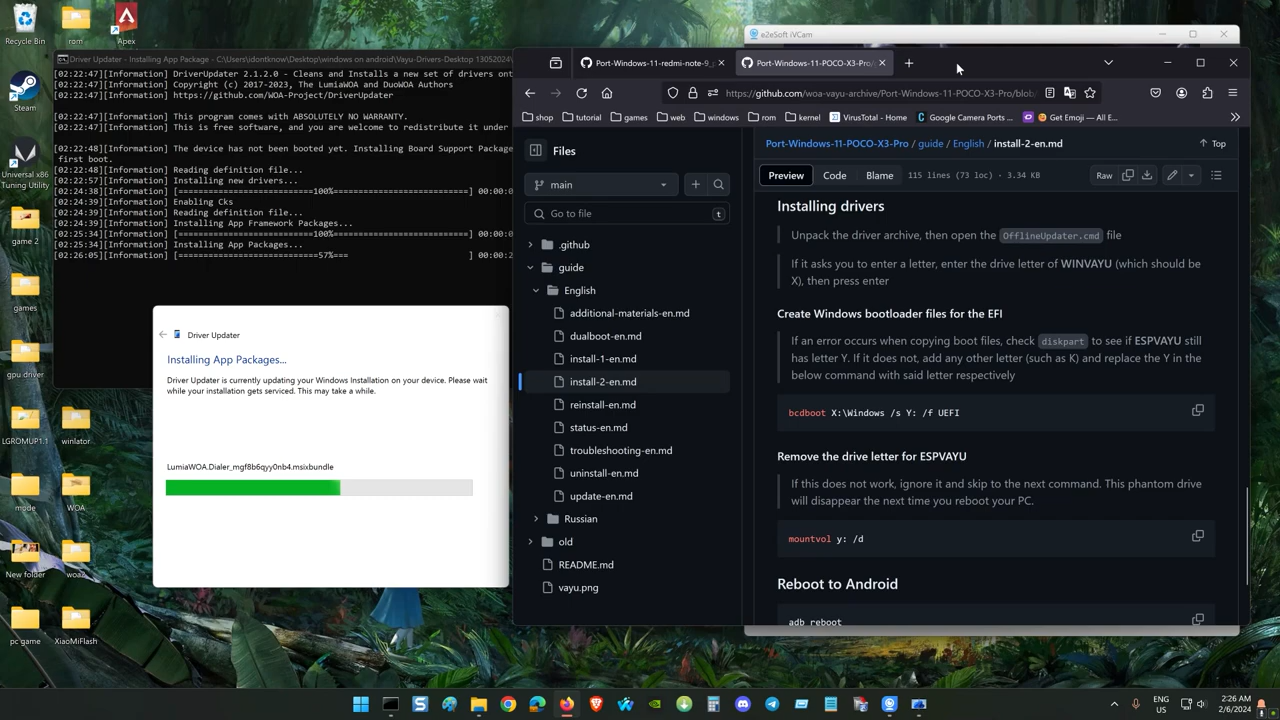 Recycle Bin
rom
Apex
Steam
Universal x86
Tuning Utility
game 2
games
gpu driver
LGROMUP1.1
winlator
mode
WOA
New folder
woaz
pc game
XiaoMiFlash
Driver Updater - Installing App Package - C:\Users\idontknow\Desktop\windows on android\Vayu-Drivers-Desktop 13052024\
[02:22:47][Information] DriverUpdater 2.1.2.0 - Cleans and Installs a new set of drivers onto
[02:22:47][Information] Copyright (c) 2017-2023, The LumiaWOA and DuoWOA Authors
[02:22:47][Information] https://github.com/WOA-Project/DriverUpdater
[02:22:47][Information] This program comes with ABSOLUTELY NO WARRANTY.
[02:22:47][Information] This is free software, and you are welcome to redistribute it under
[02:22:48][Information] The device has not been booted yet. Installing Board Support Package
first boot.
[02:22:48][Information] Reading definition file...
[02:22:57][Information] Installing new drivers...
[02:24:38][Information] [===========================100%===========================] 00:00:0
[02:24:39][Information] Enabling Cks
[02:24:39][Information] Reading definition file...
[02:24:39][Information] Installing App Framework Packages...
[02:25:34][Information] [===========================100%===========================] 00:00:0
[02:25:34][Information] Installing App Packages...
[02:26:05][Information] [============================57%===                         ] 00:00:2
Driver Updater
Installing App Packages...
Driver Updater is currently updating your Windows Installation on your device. Please wait
while your installation gets serviced. This may take a while.
LumiaWOA.Dialer_mgf8b6qyy0nb4.msixbundle
e2eSoft iVCam
Port-Windows-11-redmi-note-9_p
Port-Windows-11-POCO-X3-Pro/g
https://github.com/woa-vayu-archive/Port-Windows-11-POCO-X3-Pro/blob
shop
tutorial
games
web
windows
rom
kernel
VirusTotal - Home
Google Camera Ports ...
Get Emoji — All E...
Files
main
Go to file
t
.github
guide
English
additional-materials-en.md
dualboot-en.md
install-1-en.md
install-2-en.md
reinstall-en.md
status-en.md
troubleshooting-en.md
uninstall-en.md
update-en.md
Russian
old
README.md
vayu.png
Port-Windows-11-POCO-X3-Pro / guide / English / install-2-en.md
Top
Preview
Code
Blame
115 lines (73 loc) · 3.34 KB
Raw
Installing drivers
Unpack the driver archive, then open the OfflineUpdater.cmd file
If it asks you to enter a letter, enter the drive letter of WINVAYU (which should be
X), then press enter
Create Windows bootloader files for the EFI
If an error occurs when copying boot files, check diskpart to see if ESPVAYU still
has letter Y. If it does not, add any other letter (such as K) and replace the Y in the
below command with said letter respectively
bcdboot X:\Windows /s Y: /f UEFI
Remove the drive letter for ESPVAYU
If this does not work, ignore it and skip to the next command. This phantom drive
will disappear the next time you reboot your PC.
mountvol y: /d
Reboot to Android
adb reboot
ENG
US
2:26 AM
2/6/2024